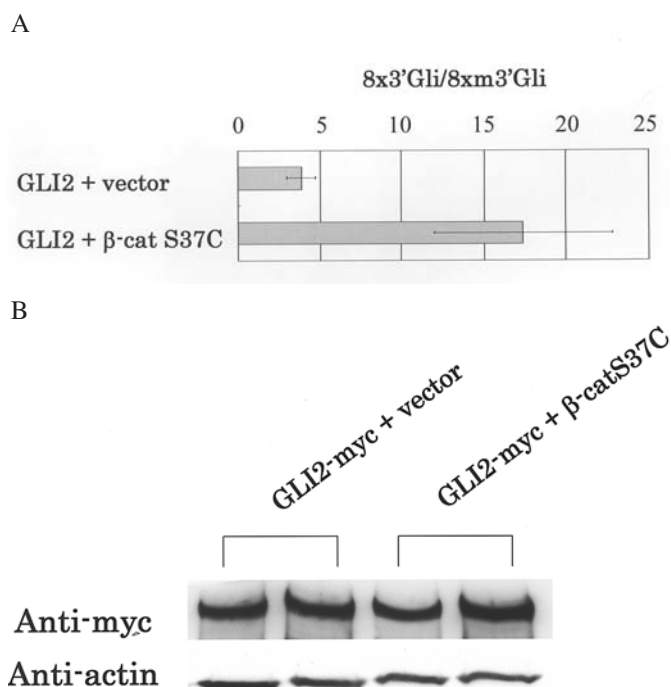 A
8x3'Gli/8xm3'Gli
0 5 10 15 20 25
GLI2 + vector
GLI2 + β-cat S37C
B
GLI2-myc + vector
GLI2-myc + β-catS37C
Anti-myc
Anti-actin